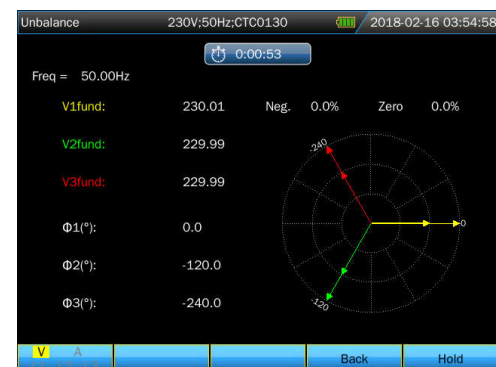 Unbalance 230V;50Hz;CTC0130 2018-02-16 03:54:58
0:00:53
Freq = 50.00Hz
V1fund: 230.01 Neg. 0.0% Zero 0.0%
V2fund: 229.99
-240
V3fund: 229.99
Φ1(°): 0.0
0
Φ2(°): -120.0
Φ3(°): -240.0
-120
V A
Back Hold